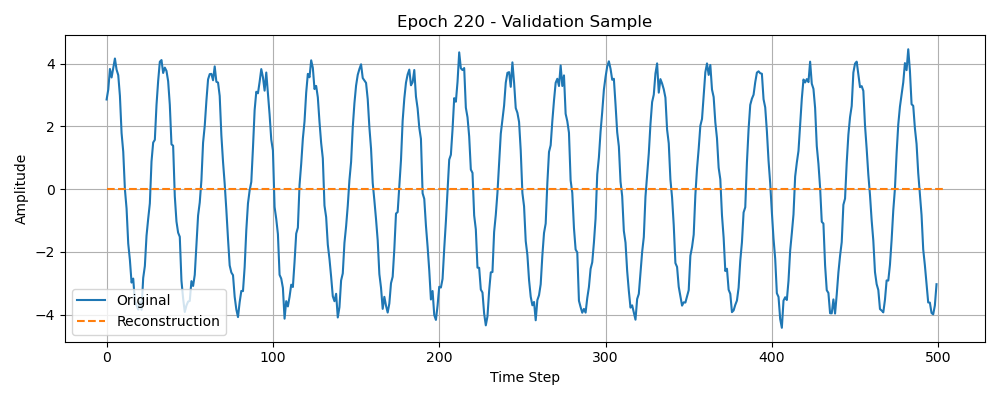 Epoch 220 - Validation Sample
Amplitude
4
2
0
−2
−4
Original
Reconstruction
0 100 200 300 400 500
Time Step